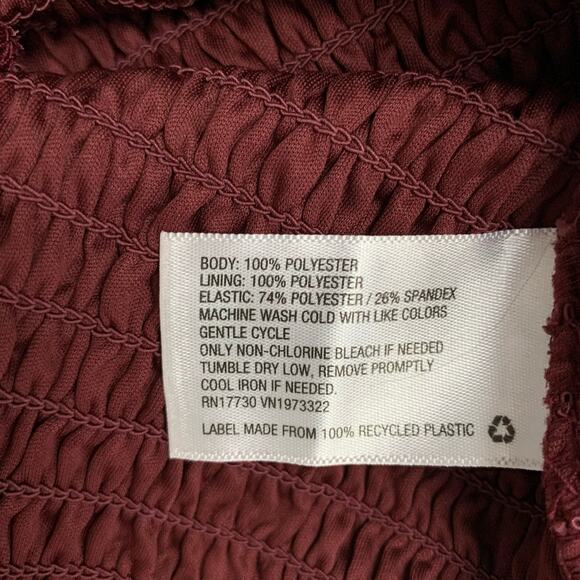 BODY: 100% POLYESTER
LINING: 100% POLYESTER
ELASTIC: 74% POLYESTER / 26% SPANDEX
MACHINE WASH COLD WITH LIKE COLORS
GENTLE CYCLE
ONLY NON-CHLORINE BLEACH IF NEEDED
TUMBLE DRY LOW, REMOVE PROMPTLY
COOL IRON IF NEEDED.
RN17730 VN1973322
LABEL MADE FROM 100% RECYCLED PLASTIC